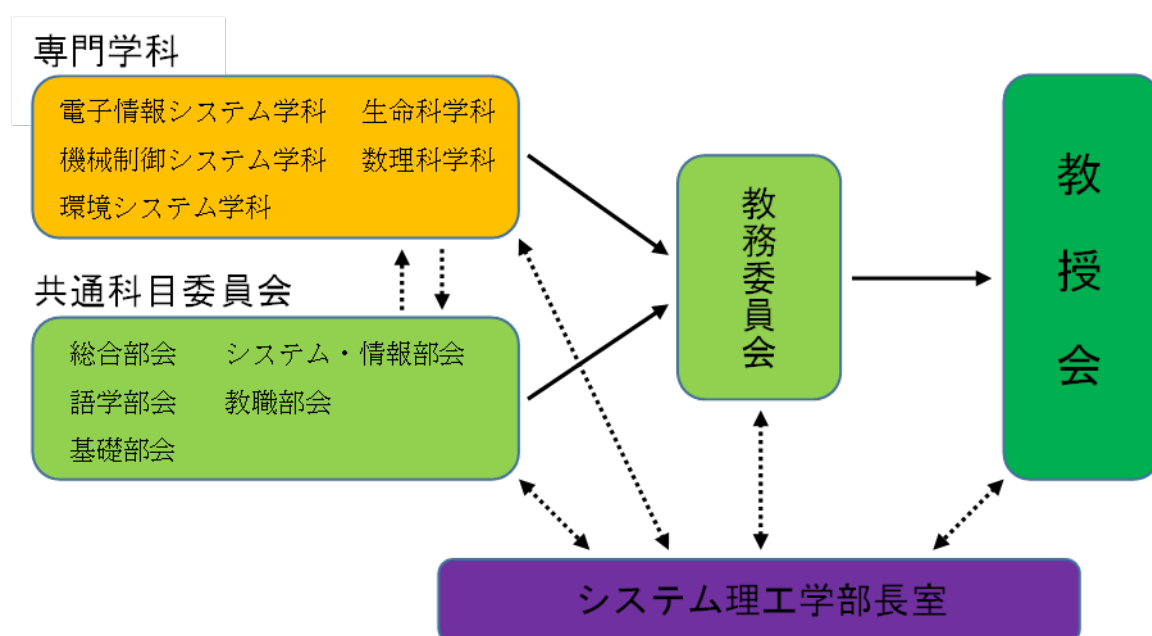 専門学科
電子情報システム学科 生命科学科
機械制御システム学科 数理科学科
環境システム学科
共通科目委員会
総合部会 システム・情報部会
語学部会 教職部会
基礎部会
教務委員会
教授会
システム理工学部長室